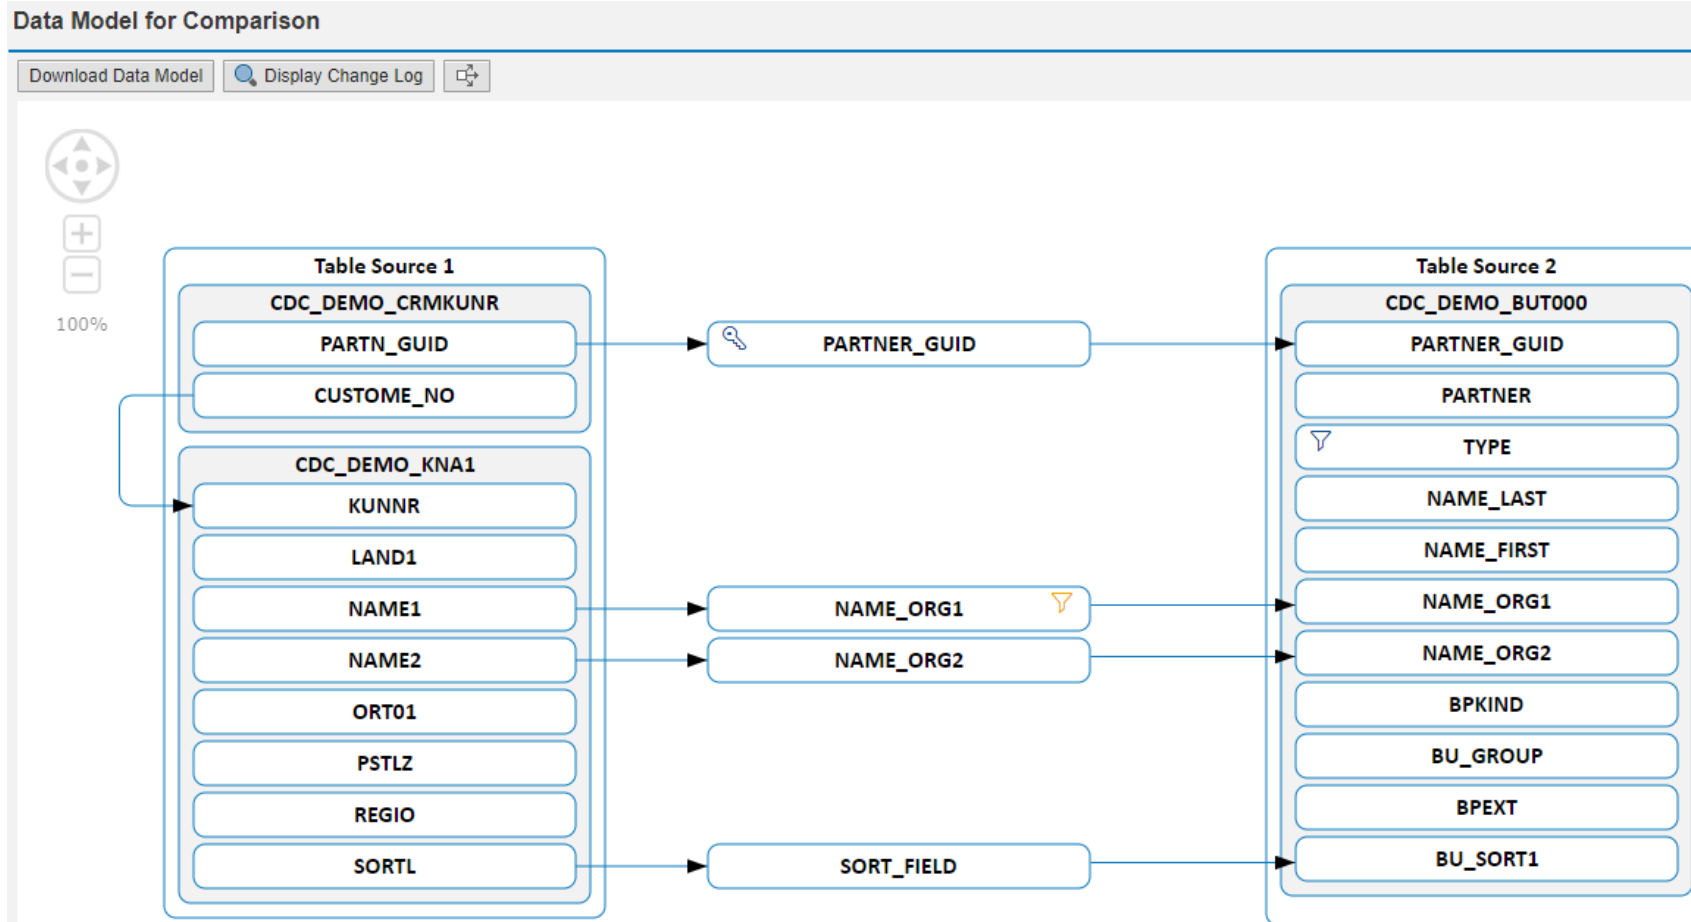 Data Model for Comparison
Download Data Model
Display Change Log
100%
Table Source 1
CDC_DEMO_CRMKUNR
PARTN_GUID
CUSTOME_NO
CDC_DEMO_KNA1
KUNNR
LAND1
NAME1
NAME2
ORT01
PSTLZ
REGIO
SORTL
PARTNER_GUID
NAME_ORG1
NAME_ORG2
SORT_FIELD
Table Source 2
CDC_DEMO_BUT000
PARTNER_GUID
PARTNER
TYPE
NAME_LAST
NAME_FIRST
NAME_ORG1
NAME_ORG2
BPKIND
BU_GROUP
BPEXT
BU_SORT1